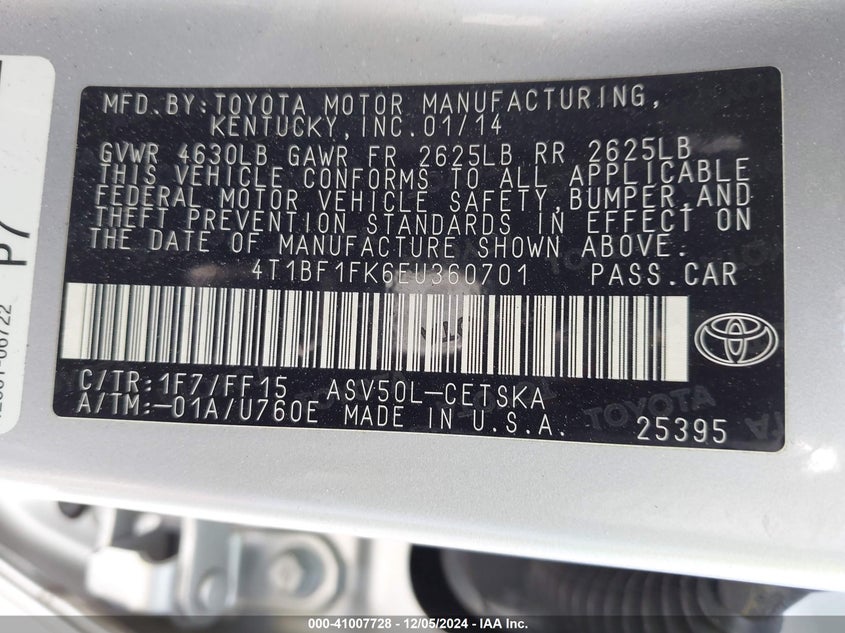 MFD.BY:TOYOTA MOTOR MANUFACTURING,
KENTUCKY,INC.01/14
GVWR 4630LB GAWR FR 2625LB RR 2625LB
THIS VEHICLE CONFORMS TO ALL APPLICABLE
FEDERAL MOTOR VEHICLE SAFETY,BUMPER,AND
THEFT PREVENTION STANDARDS IN EFFECT ON
THE DATE OF MANUFACTURE SHOWN ABOVE.
4T1BF1FK6EU360701 PASS.CAR
C/TR:1F7/FF15 ASV50L-CETSKA
A/TM:-01A/U760E MADE IN U.S.A. 25395
P7
000-41007728 - 12/05/2024 - IAA Inc.